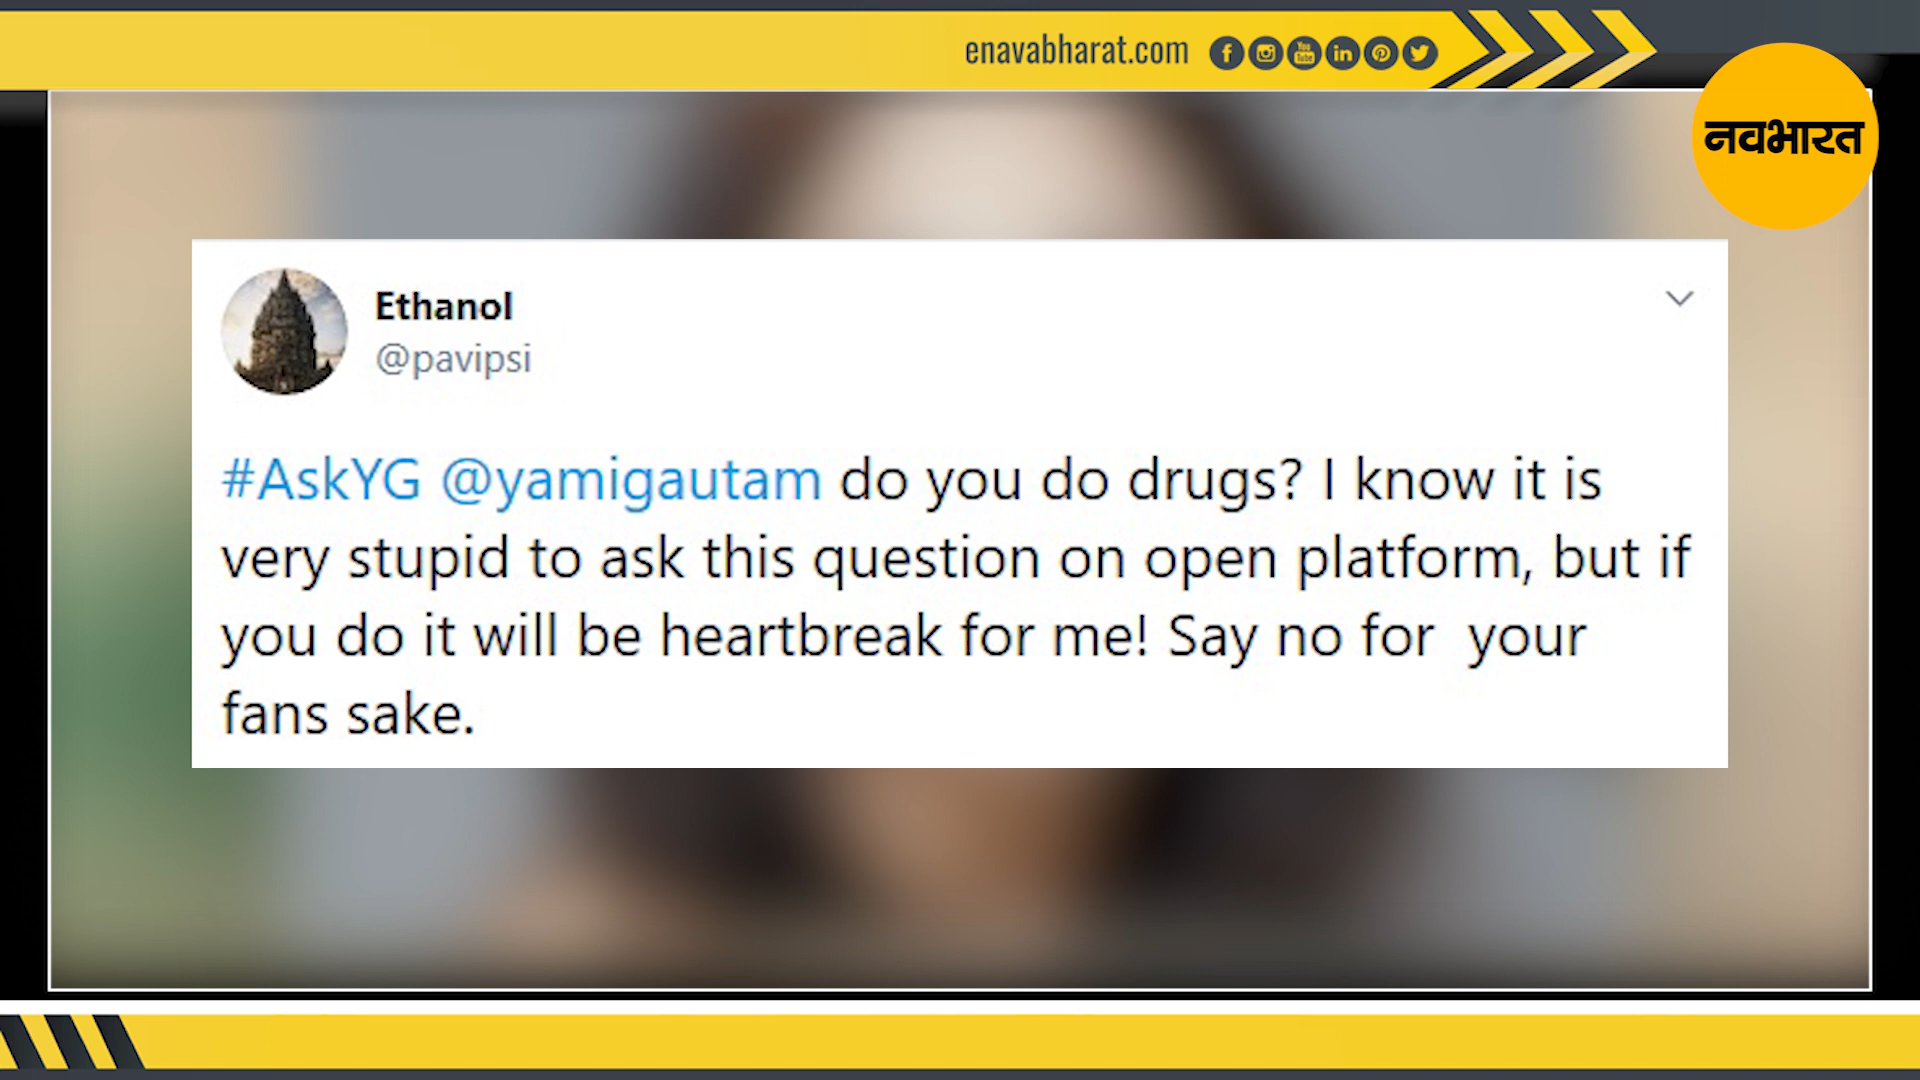 enavabharat.com
नवभारत
Ethanol
@pavipsi
#AskYG @yamigautam do you do drugs? I know it is
very stupid to ask this question on open platform, but if
you do it will be heartbreak for me! Say no for  your
fans sake.